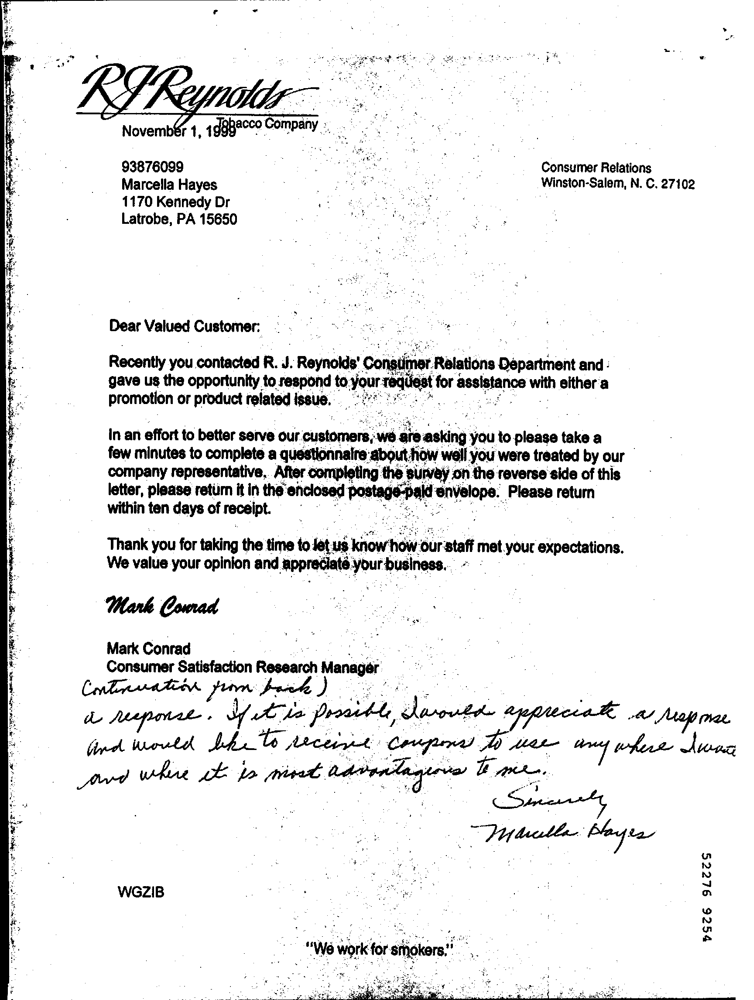 RJReynolds
Tobacco Company
November 1, 1999
93876099
Marcella Hayes
1170 Kennedy Dr
Latrobe, PA 15650
Consumer Relations
Winston-Salem, N. C. 27102
Dear Valued Customer:
Recently you contacted R. J. Reynolds' Consumer Relations Department and
gave us the opportunity to respond to your request for assistance with either a
promotion or product related issue.
In an effort to better serve our customers, we are asking you to please take a
few minutes to complete a questionnaire about how well you were treated by our
company representative. After completing the survey on the reverse side of this
letter, please return it in the enclosed postage-paid envelope. Please return
within ten days of receipt.
Thank you for taking the time to let us know how our staff met your expectations.
We value your opinion and appreciate your business.
Mark Conrad
Mark Conrad
Consumer Satisfaction Research Manager
Continuation from back)
a response. If it is possible, I would appreciate a response
and would like to receive coupons to use any where I want
and where it is most advantageous to me.
Sincerely
Marcella Hayes
WGZIB
52276 9254
"We work for smokers."